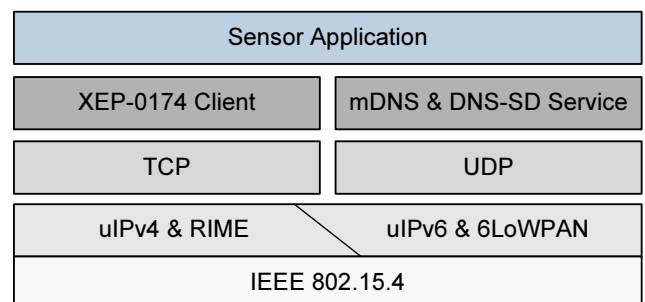 Sensor Application
XEP-0174 Client
mDNS & DNS-SD Service
TCP
UDP
uIPv4 & RIME
uIPv6 & 6LoWPAN
IEEE 802.15.4